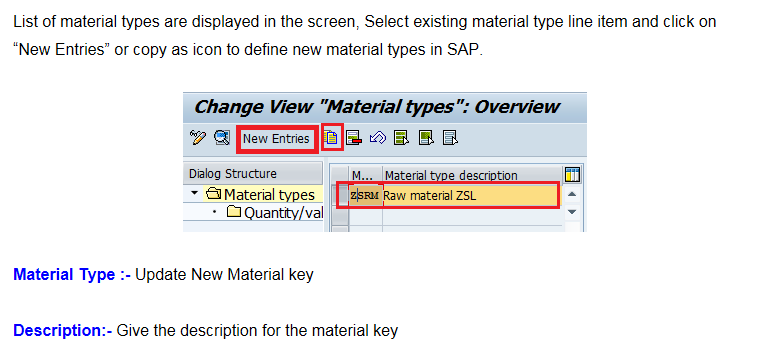 List of material types are displayed in the screen, Select existing material type line item and click on
“New Entries” or copy as icon to define new material types in SAP.
Change View "Material types": Overview
New Entries
Dialog Structure
M... Material type description
Material types
ZSRM Raw material ZSL
Quantity/val
Material Type :- Update New Material key
Description:- Give the description for the material key